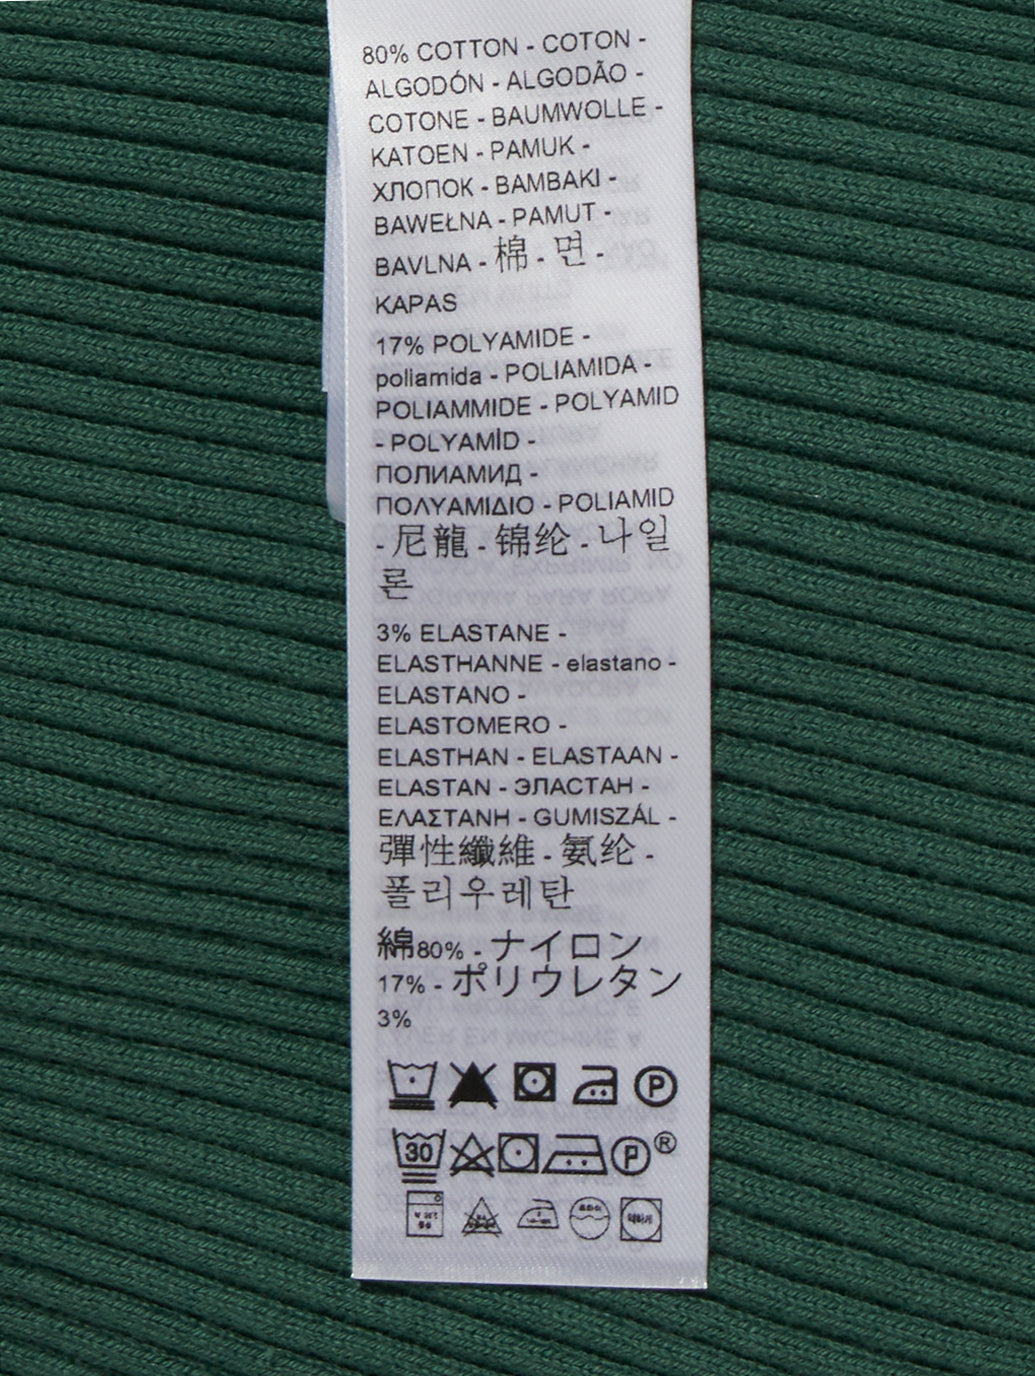 80% COTTON - COTON -
ALGODÓN - ALGODÃO -
COTONE - BAUMWOLLE -
KATOEN - PAMUK -
ХЛОПОК - ΒΑΜΒΑΚΙ -
BAWEŁNA - PAMUT -
BAVLNA - 棉 - 면 -
KAPAS
17% POLYAMIDE -
poliamida - POLIAMIDA -
POLIAMMIDE - POLYAMID
- POLYAMİD -
ПОЛИАМИД -
ΠΟΛΥΑΜΙΔΙΟ - POLIAMID
- 尼龍 - 锦纶 - 나일
론
3% ELASTANE -
ELASTHANNE - elastano -
ELASTANO -
ELASTOMERO -
ELASTHAN - ELASTAAN -
ELASTAN - ЭЛАСТАН -
ΕΛΑΣΤΑΝΗ - GUMISZÁL -
彈性纖維 - 氨纶 -
폴리우레탄
綿80% - ナイロン
17% - ポリウレタン
3%
P
30 P ®